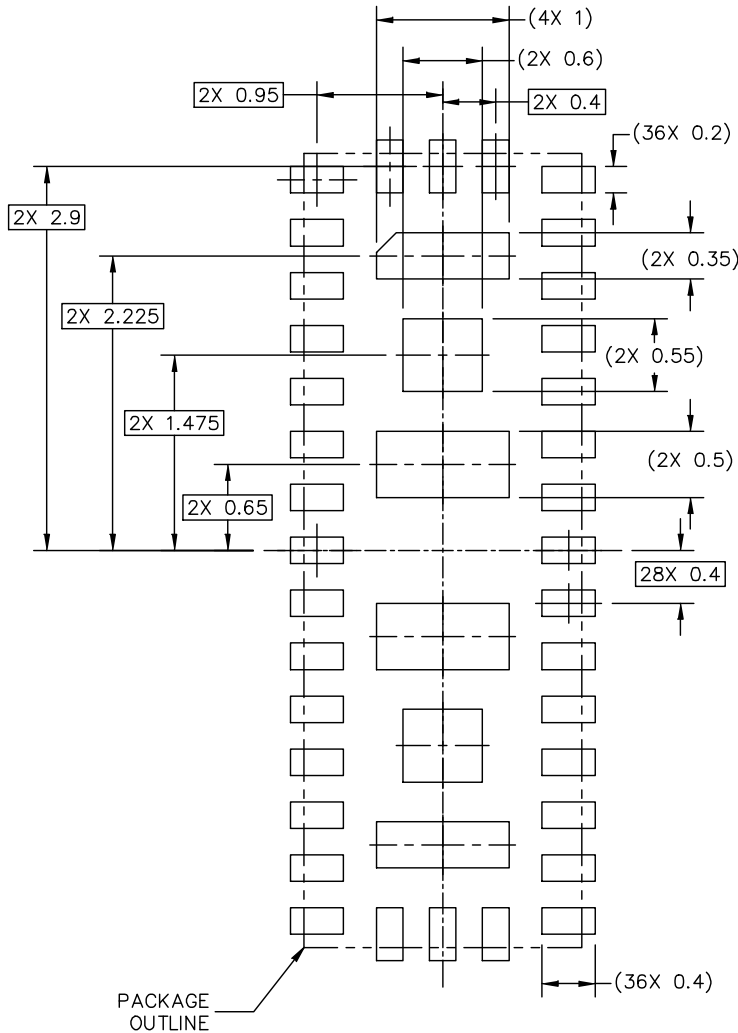 (4X 1)
(2X 0.6)
2X 0.95
2X 0.4
(36X 0.2)
2X 2.9
(2X 0.35)
2X 2.225
(2X 0.55)
2X 1.475
(2X 0.5)
2X 0.65
28X 0.4
(36X 0.4)
PACKAGE
OUTLINE